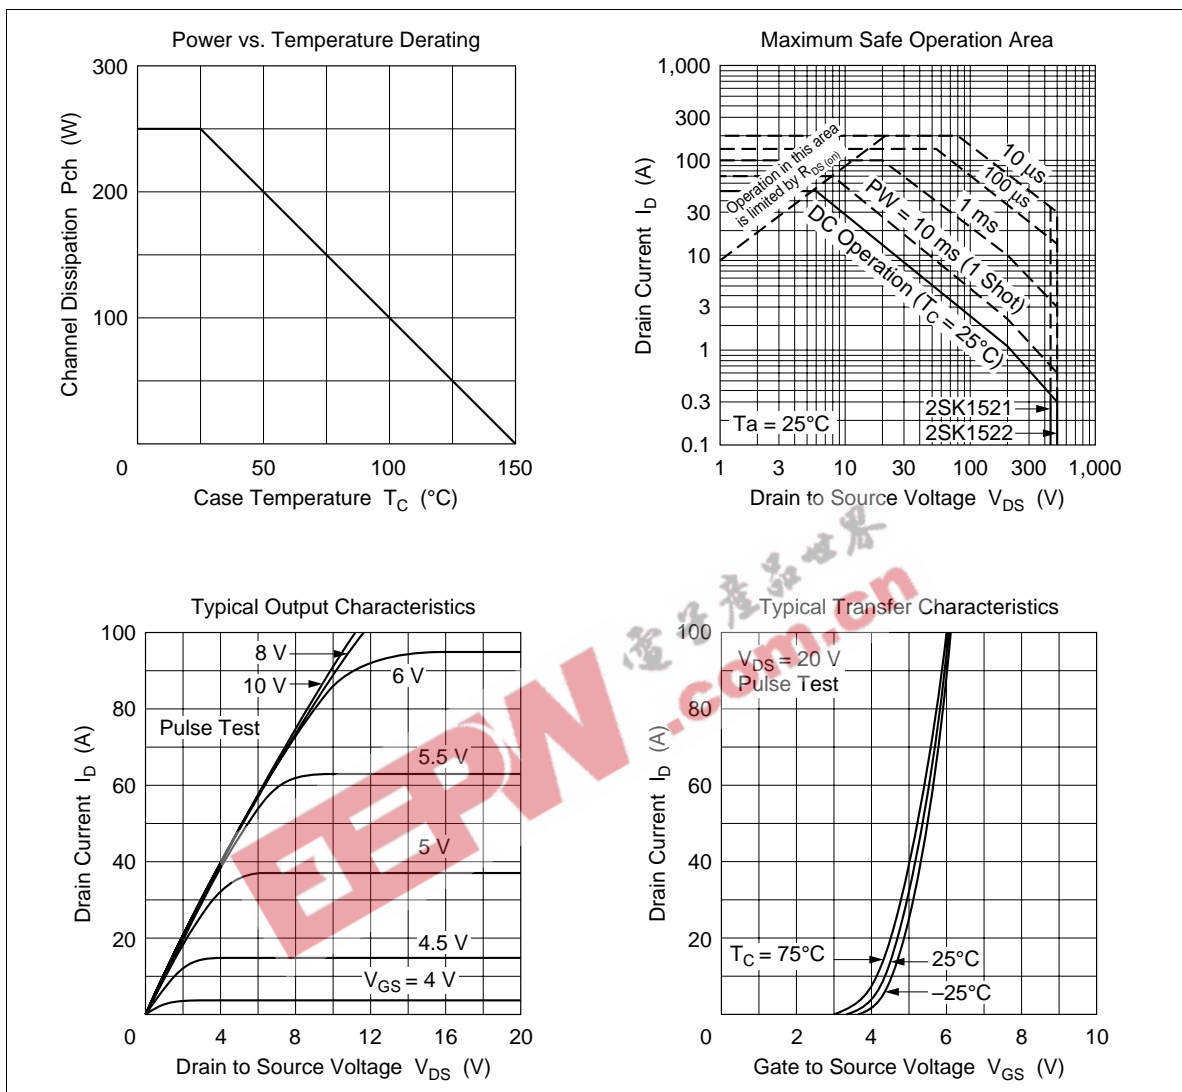 Power vs. Temperature Derating
300
200
100
0
50
100
150
Channel Dissipation Pch (W)
Case Temperature TC (°C)
Maximum Safe Operation Area
1,000
300
100
30
10
3
1
0.3
0.1
1
3
10
30
100
300
1,000
Drain Current ID (A)
Drain to Source Voltage VDS (V)
Operation in this area
is limited by RDS (on)
10 µs
100 µs
1 ms
PW = 10 ms (1 Shot)
DC Operation (TC = 25°C)
Ta = 25°C
2SK1521
2SK1522
Typical Output Characteristics
100
80
60
40
20
0
4
8
12
16
20
Drain Current ID (A)
Drain to Source Voltage VDS (V)
8 V
10 V
6 V
Pulse Test
5.5 V
5 V
4.5 V
VGS = 4 V
Typical Transfer Characteristics
100
80
60
40
20
0
2
4
6
8
10
Drain Current ID (A)
Gate to Source Voltage VGS (V)
VDS = 20 V
Pulse Test
TC = 75°C
25°C
–25°C
電子產品世界
EEPW.com.cn